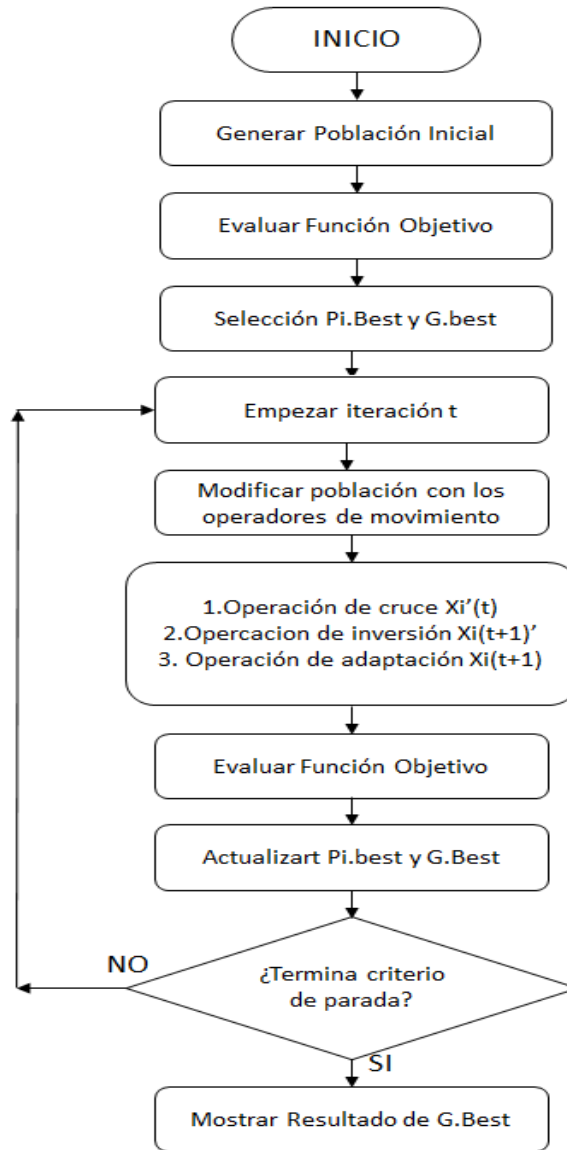 INICIO
Generar Población Inicial
Evaluar Función Objetivo
Selección Pi.Best y G.best
Empezar iteración t
Modificar población con los
operadores de movimiento
1.Operación de cruce Xi’(t)
2.Opercacion de inversión Xi(t+1)’
3. Operación de adaptación Xi(t+1)
Evaluar Función Objetivo
Actualizart Pi.best y G.Best
NO
¿Termina criterio
de parada?
SI
Mostrar Resultado de G.Best